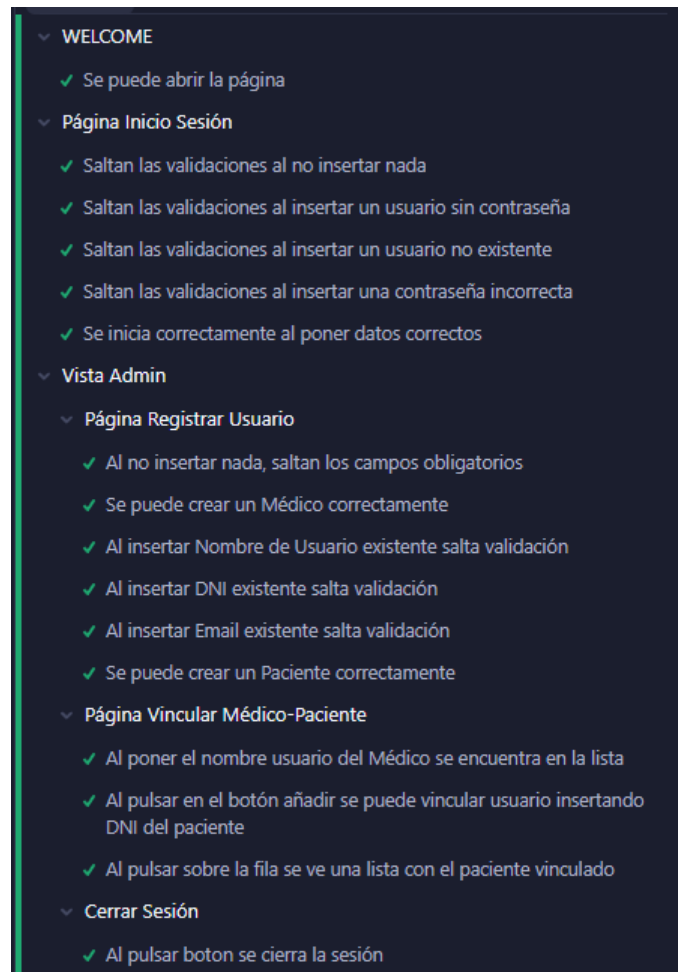 WELCOME
Se puede abrir la página
Página Inicio Sesión
Saltan las validaciones al no insertar nada
Saltan las validaciones al insertar un usuario sin contraseña
Saltan las validaciones al insertar un usuario no existente
Saltan las validaciones al insertar una contraseña incorrecta
Se inicia correctamente al poner datos correctos
Vista Admin
Página Registrar Usuario
Al no insertar nada, saltan los campos obligatorios
Se puede crear un Médico correctamente
Al insertar Nombre de Usuario existente salta validación
Al insertar DNI existente salta validación
Al insertar Email existente salta validación
Se puede crear un Paciente correctamente
Página Vincular Médico-Paciente
Al poner el nombre usuario del Médico se encuentra en la lista
Al pulsar en el botón añadir se puede vincular usuario insertando
DNI del paciente
Al pulsar sobre la fila se ve una lista con el paciente vinculado
Cerrar Sesión
Al pulsar boton se cierra la sesión